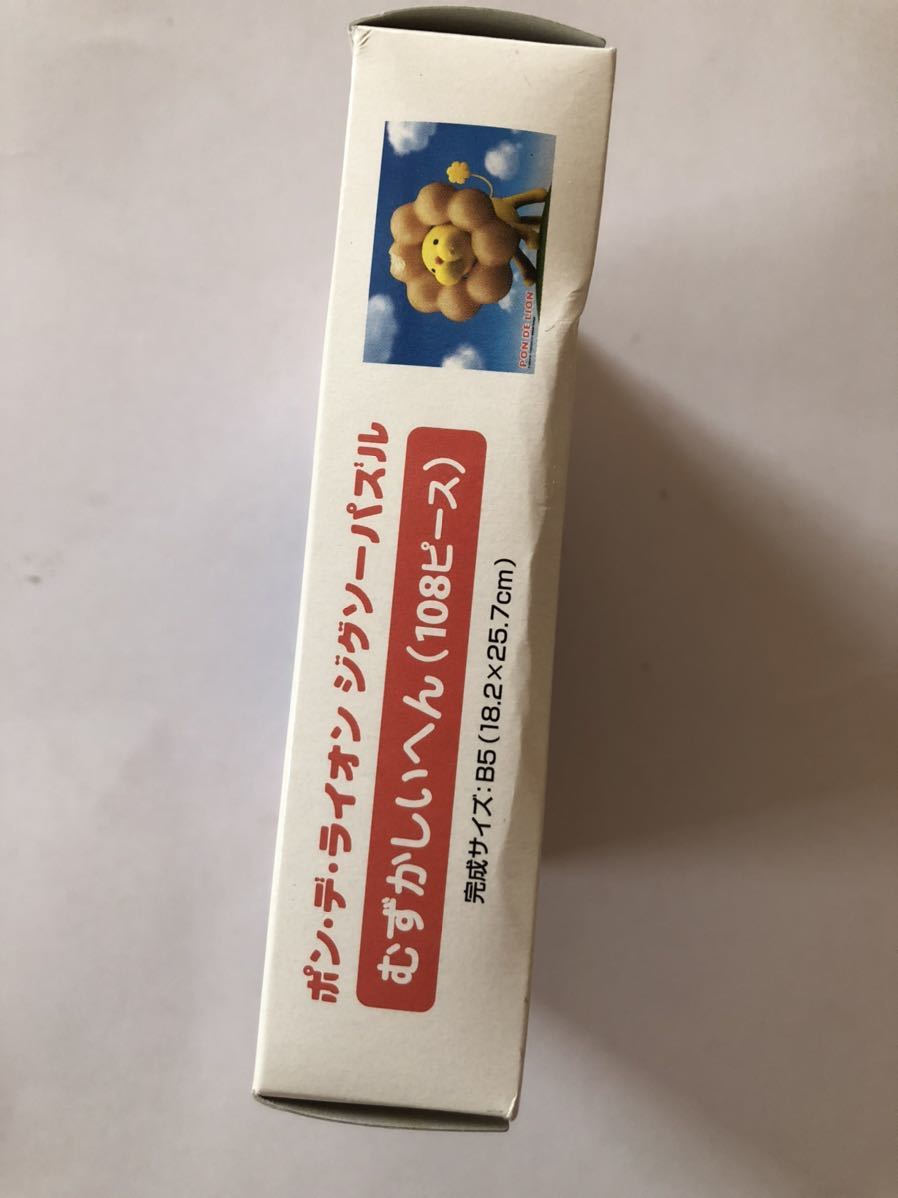 ポン・デ・ライオン ジグソーパズル
むずかしいへん（108ピース）
完成サイズ：B5（18.2×25.7cm）
PON DE LION